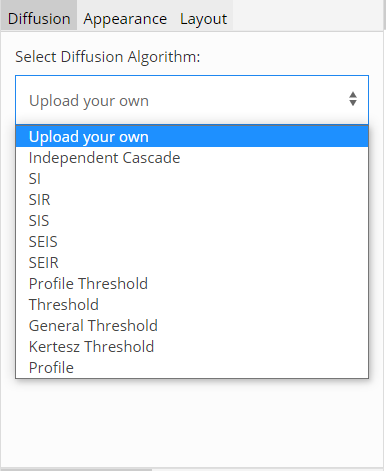 Diffusion Appearance Layout
Select Diffusion Algorithm:
Upload your own
Upload your own
Independent Cascade
SI
SIR
SIS
SEIS
SEIR
Profile Threshold
Threshold
General Threshold
Kertesz Threshold
Profile